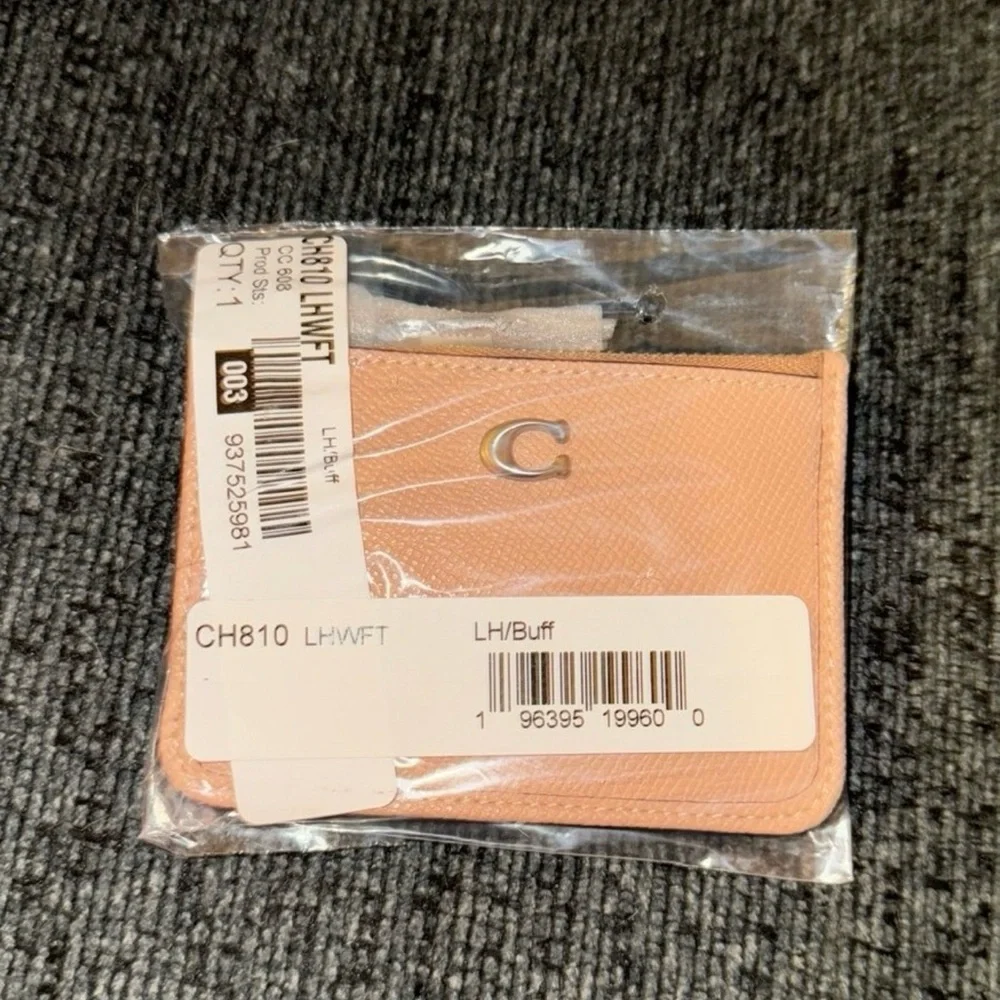 CH810 LHWFT
CC 608
Prod Sts:
QTY: 1
003
937525981
LH/Buff
C
CH810 LHWFT
LH/Buff
1 96395 19960 0